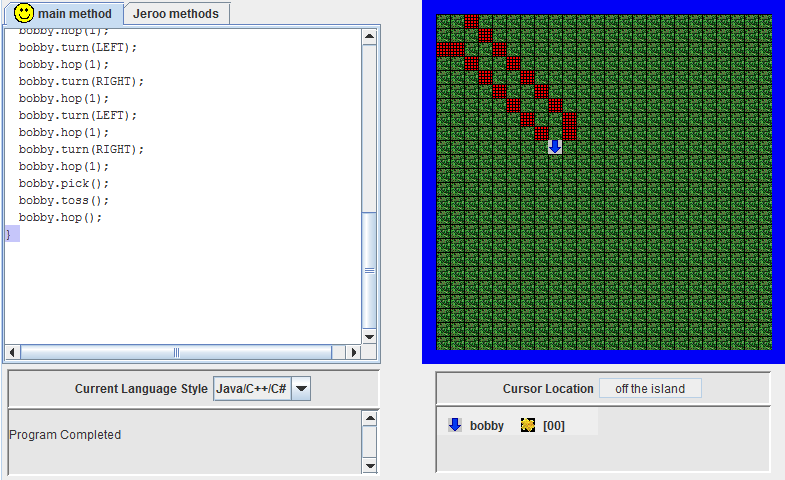 main method Jeroo methods
bobby.hop(1);
bobby.turn(LEFT);
bobby.hop(1);
bobby.turn(RIGHT);
bobby.hop(1);
bobby.turn(LEFT);
bobby.hop(1);
bobby.turn(RIGHT);
bobby.hop(1);
bobby.pick();
bobby.toss();
bobby.hop();
}
Current Language Style Java/C++/C#
Program Completed
Cursor Location off the island
bobby [00]